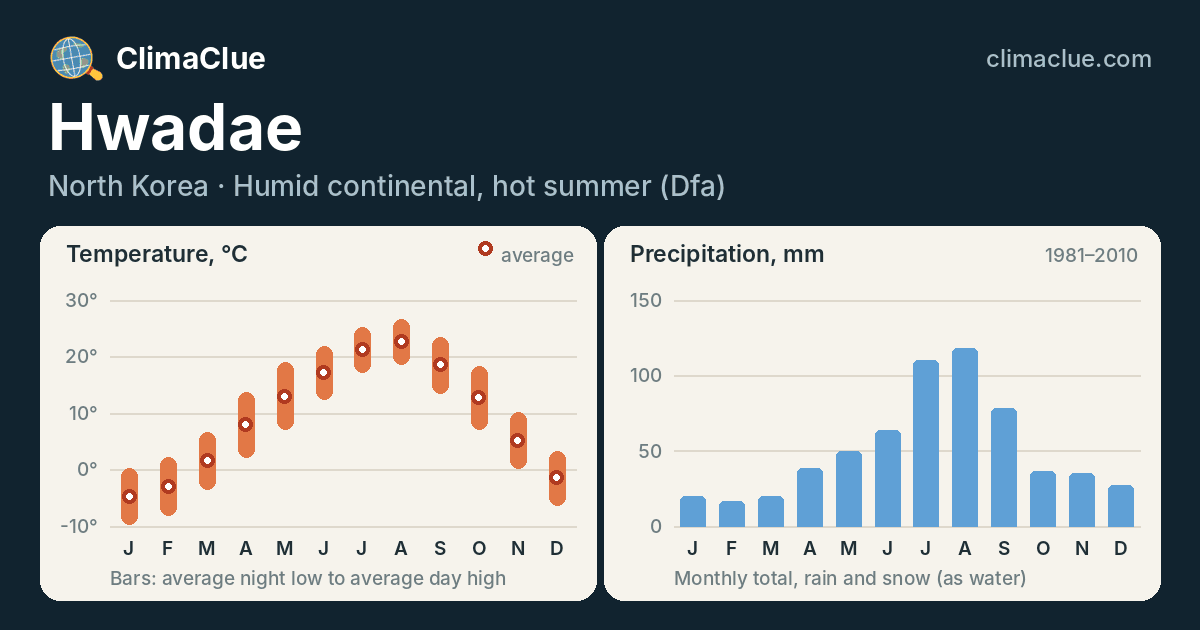 ClimaClue
climaclue.com
Hwadae
North Korea · Humid continental, hot summer (Dfa)
Temperature, °C
average
30°
20°
10°
0°
-10°
J F M A M J J A S O N D
Bars: average night low to average day high
Precipitation, mm
1981–2010
150
100
50
0
J F M A M J J A S O N D
Monthly total, rain and snow (as water)